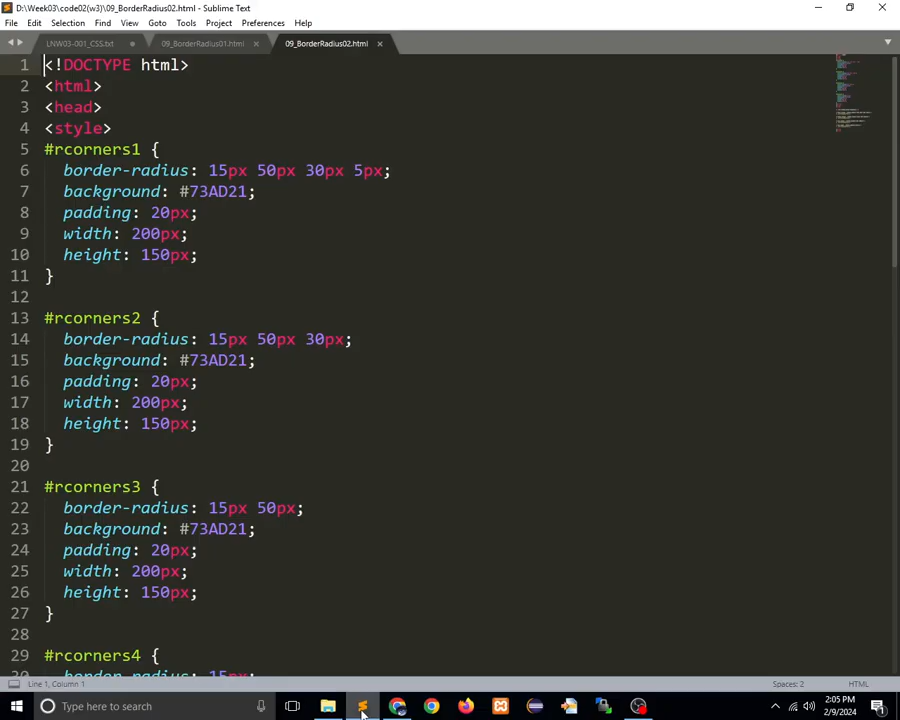 D:\Week03\code02(w3)\09_BorderRadius02.html - Sublime Text
File Edit Selection Find View Goto Tools Project Preferences Help
LNW03-001_CSS.txt 09_BorderRadius01.html 09_BorderRadius02.html
1 <!DOCTYPE html>
2 <html>
3 <head>
4 <style>
5 #rcorners1 {
6 border-radius: 15px 50px 30px 5px;
7 background: #73AD21;
8 padding: 20px;
9 width: 200px;
10 height: 150px;
11 }
12
13 #rcorners2 {
14 border-radius: 15px 50px 30px;
15 background: #73AD21;
16 padding: 20px;
17 width: 200px;
18 height: 150px;
19 }
20
21 #rcorners3 {
22 border-radius: 15px 50px;
23 background: #73AD21;
24 padding: 20px;
25 width: 200px;
26 height: 150px;
27 }
28
29 #rcorners4 {
30 border-radius: 15px;
Line 1, Column 1 Spaces: 2 HTML
Type here to search 2:05 PM
2/9/2024